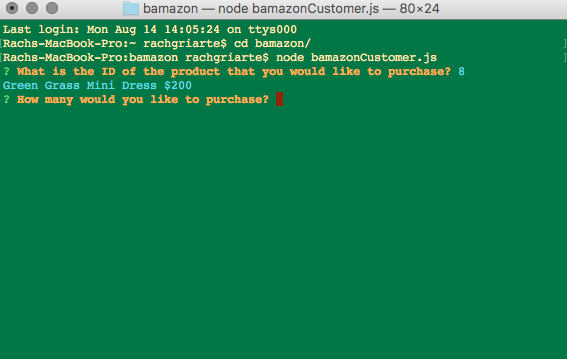 bamazon — node bamazonCustomer.js — 80×24
Last login: Mon Aug 14 14:05:24 on ttys000
[Rachs-MacBook-Pro:~ rachgriarte$ cd bamazon/ ]
[Rachs-MacBook-Pro:bamazon rachgriarte$ node bamazonCustomer.js ]
? What is the ID of the product that you would like to purchase? 8
Green Grass Mini Dress $200
? How many would you like to purchase?